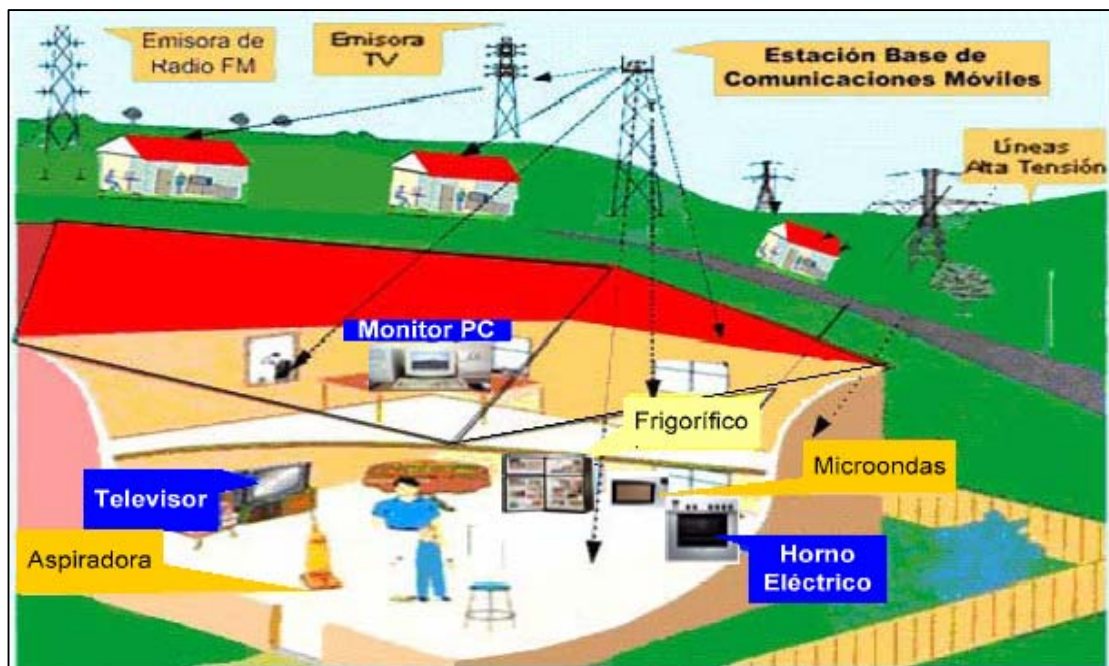 Emisora de
Radio FM
Emisora
TV
Estación Base de
Comunicaciones Móviles
Líneas
Alta Tensión
Monitor PC
Frigorífico
Microondas
Televisor
Aspiradora
Horno
Eléctrico